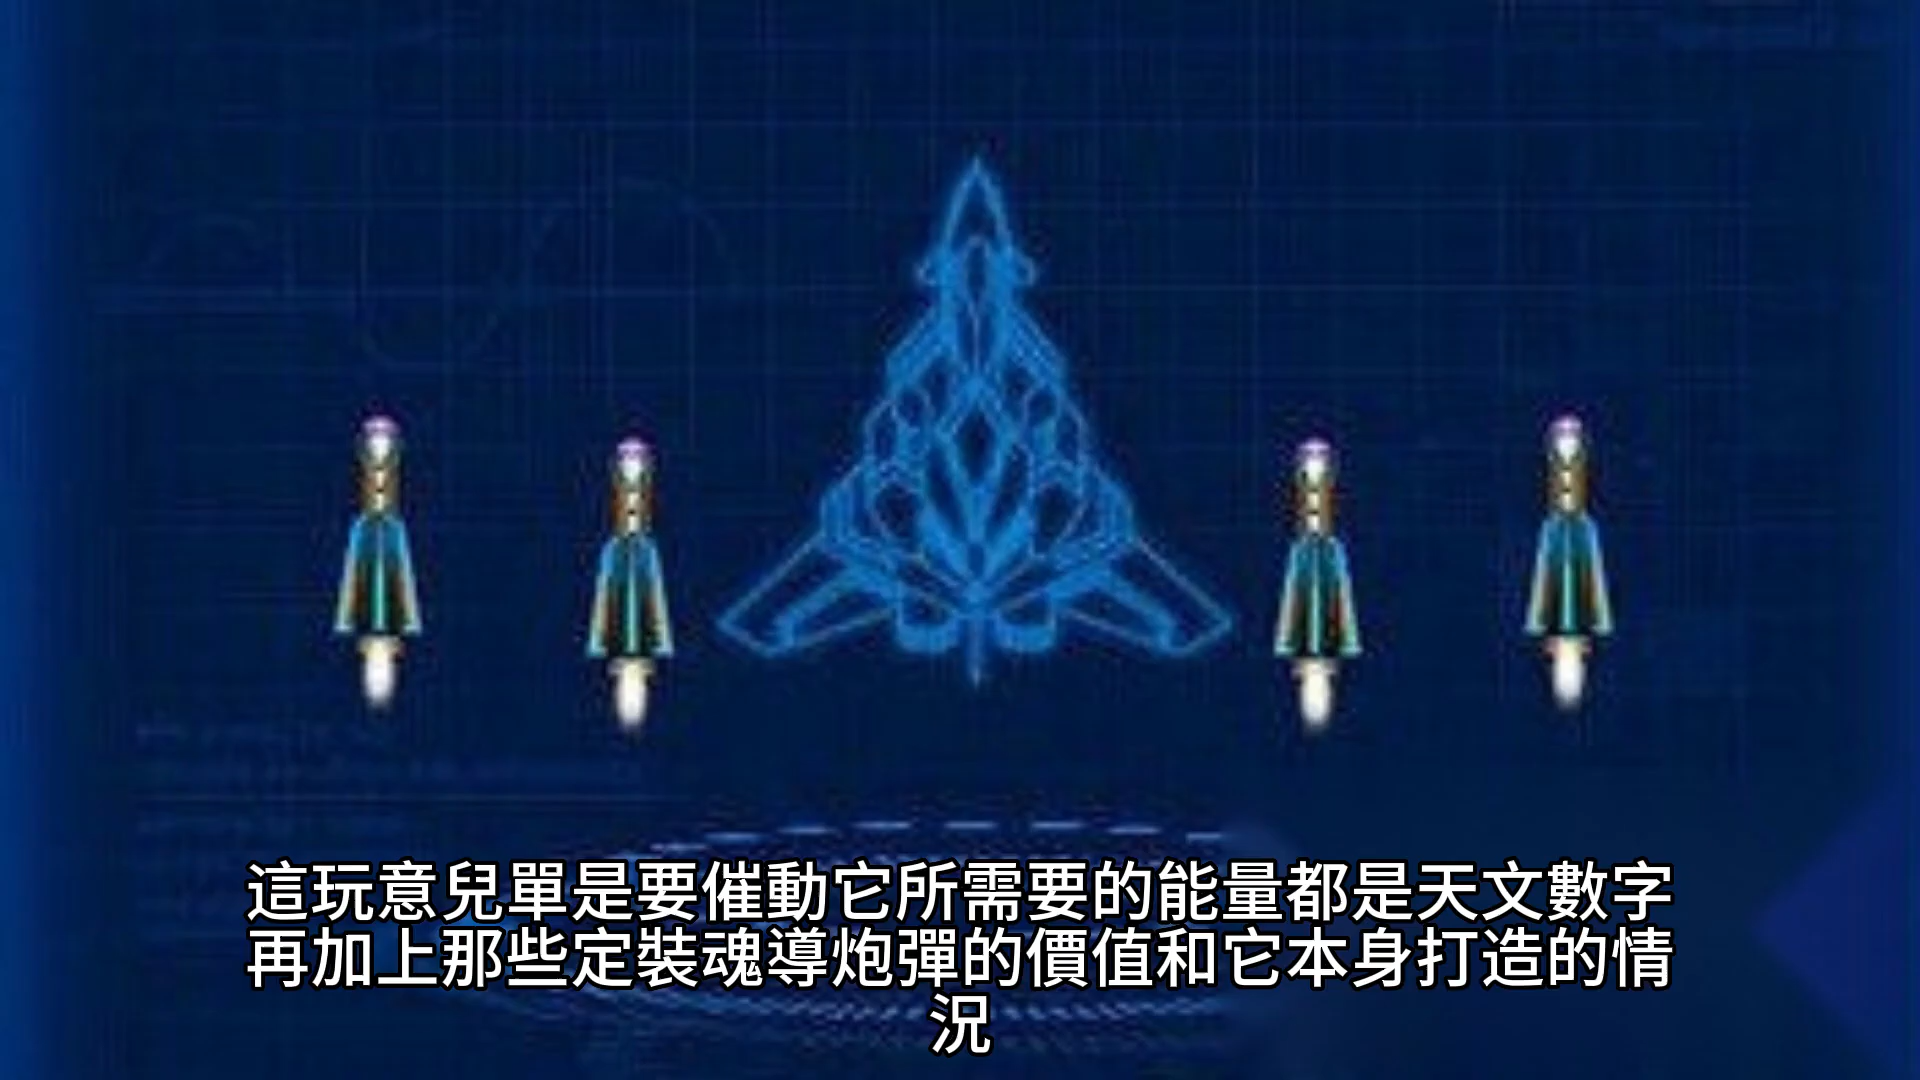 這玩意兒單是要催動它所需要的能量都是天文數字
再加上那些定裝魂導炮彈的價值和它本身打造的情
況